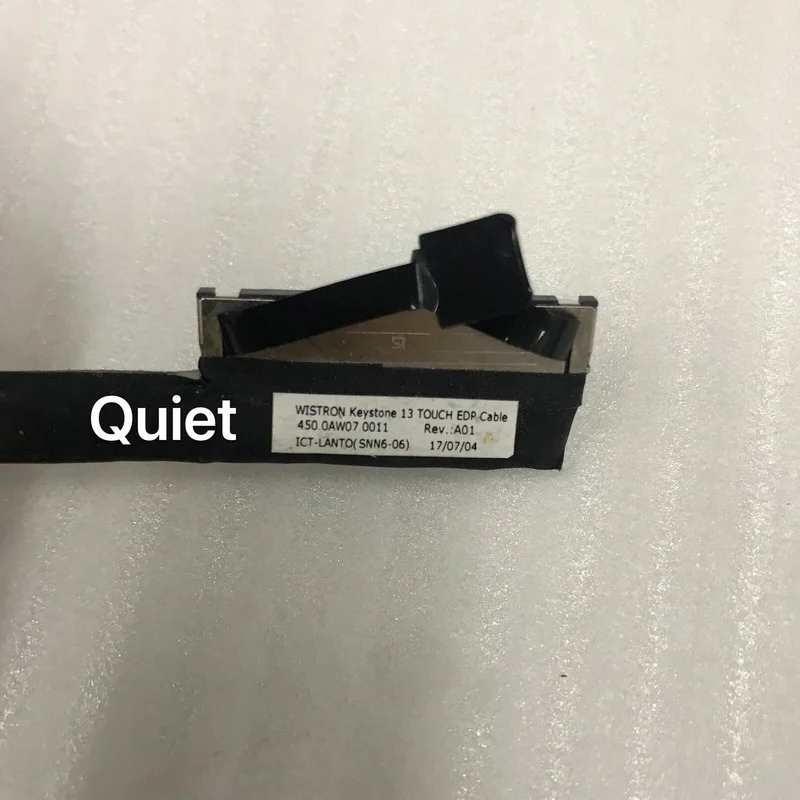 Quiet
WISTRON Keystone 13 TOUCH EDP Cable
450.0AW07.0011 Rev.:A01
ICT-LANTO(SNN6-06) 17/07/04